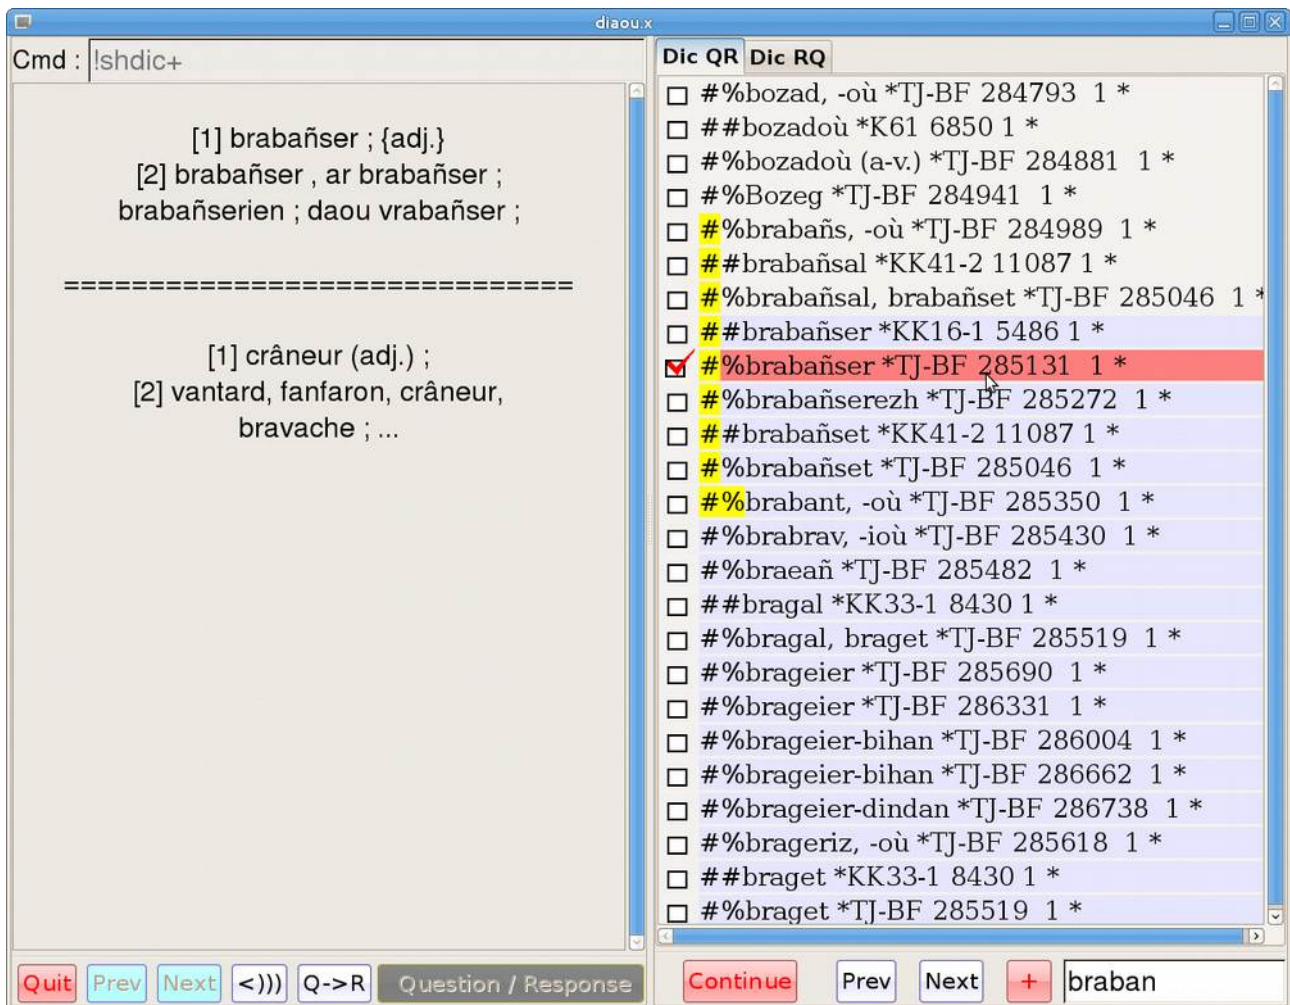 diaou.x
Cmd : !shdic+
[1] brabañser ; {adj.}
[2] brabañser , ar brabañser ;
brabañserien ; daou vrabañser ;
==============================
[1] crâneur (adj.) ;
[2] vantard, fanfaron, crâneur,
bravache ; ...
Quit Prev Next <))) Q->R Question / Response
Dic QR Dic RQ
#%bozad, -où *TJ-BF 284793 1 *
##bozadoù *K61 6850 1 *
#%bozadoù (a-v.) *TJ-BF 284881 1 *
#%Bozeg *TJ-BF 284941 1 *
#%brabañs, -où *TJ-BF 284989 1 *
##brabañsal *KK41-2 11087 1 *
#%brabañsal, brabañset *TJ-BF 285046 1 *
##brabañser *KK16-1 5486 1 *
#%brabañser *TJ-BF 285131 1 *
#%brabañserezh *TJ-BF 285272 1 *
##brabañset *KK41-2 11087 1 *
#%brabañset *TJ-BF 285046 1 *
#%brabant, -où *TJ-BF 285350 1 *
#%brabrav, -ioù *TJ-BF 285430 1 *
#%braeañ *TJ-BF 285482 1 *
##bragal *KK33-1 8430 1 *
#%bragal, braget *TJ-BF 285519 1 *
#%brageier *TJ-BF 285690 1 *
#%brageier *TJ-BF 286331 1 *
#%brageier-bihan *TJ-BF 286004 1 *
#%brageier-bihan *TJ-BF 286662 1 *
#%brageier-dindan *TJ-BF 286738 1 *
#%brageriz, -où *TJ-BF 285618 1 *
##braget *KK33-1 8430 1 *
#%braget *TJ-BF 285519 1 *
Continue Prev Next + braban